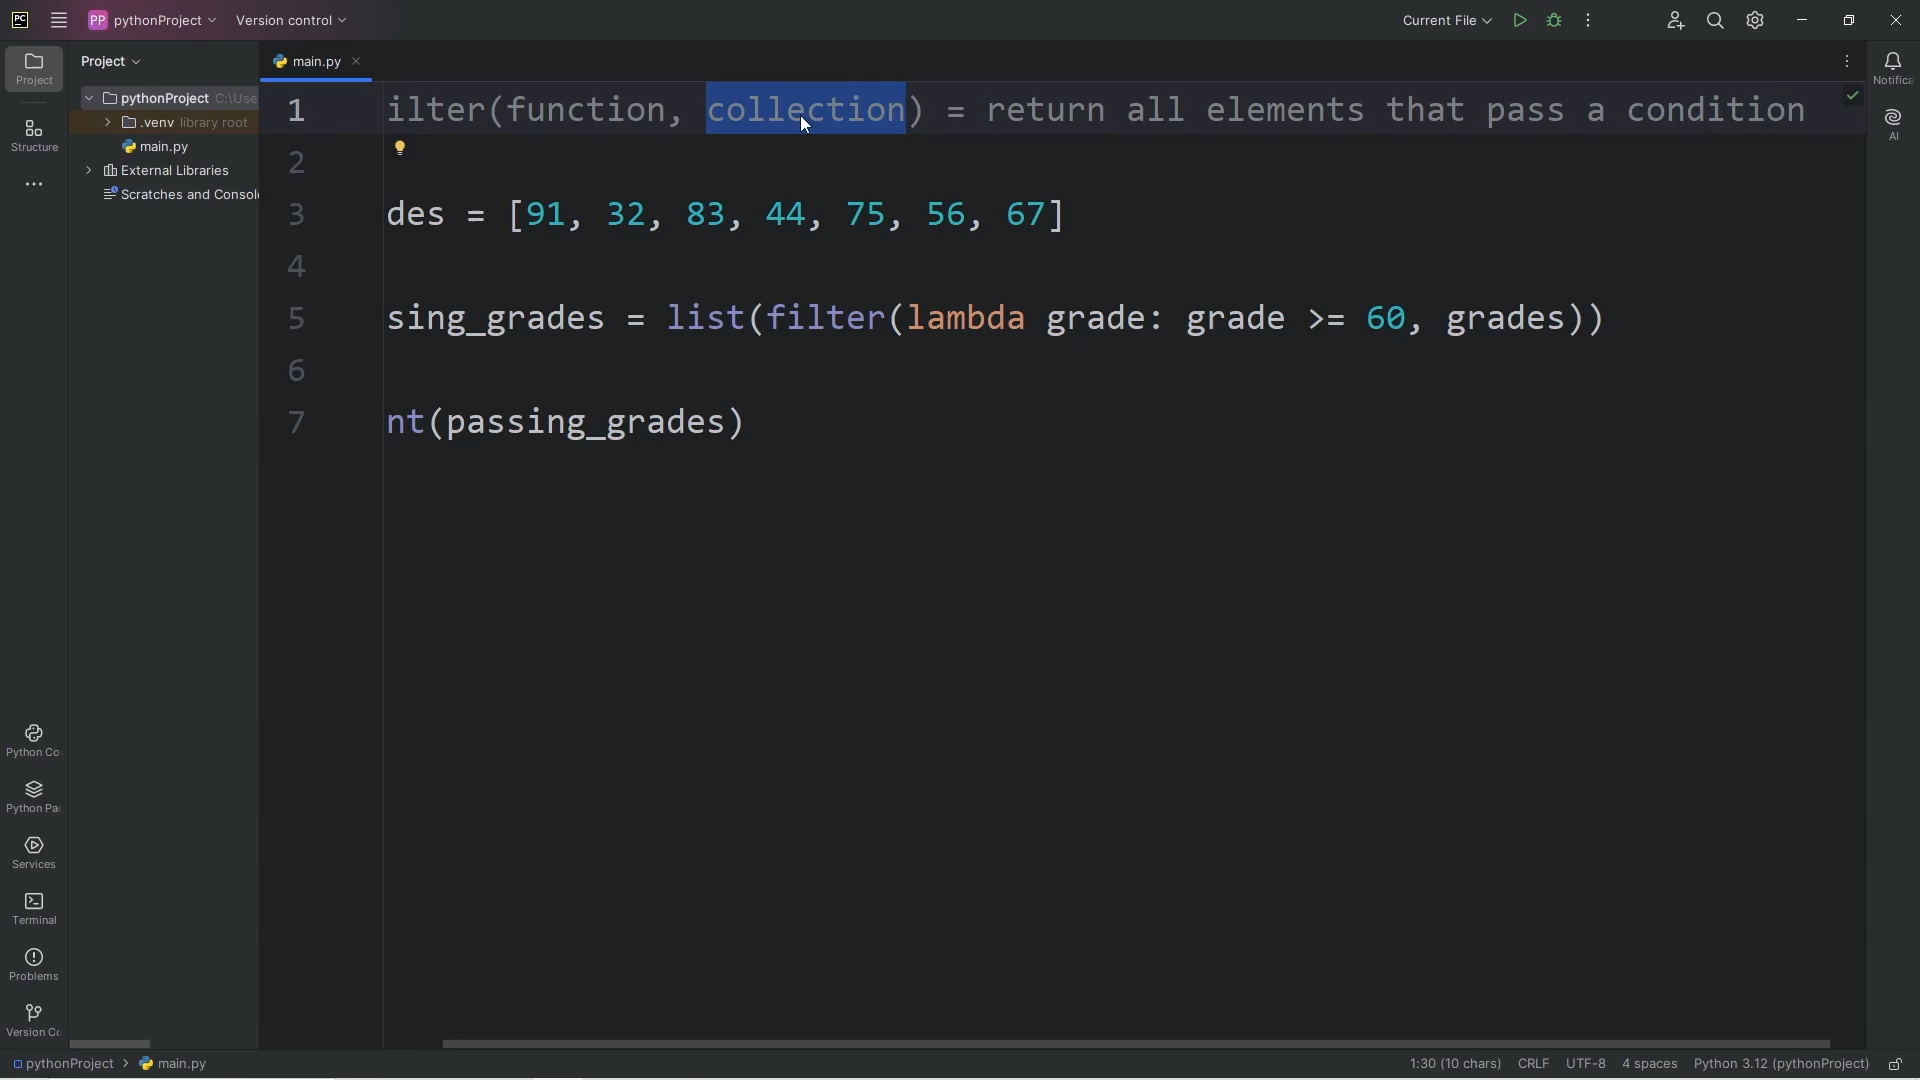 PC
PP pythonProject Version control
Current File
Project
main.py
Project
pythonProject C:\Use
.venv library root
main.py
External Libraries
Scratches and Consol
Structure
Notifica
AI
1 ilter(function, collection) = return all elements that pass a condition
2
3 des = [91, 32, 83, 44, 75, 56, 67]
4
5 sing_grades = list(filter(lambda grade: grade >= 60, grades))
6
7 nt(passing_grades)
Python Co
Python Pa
Services
Terminal
Problems
Version Co
pythonProject > main.py
1:30 (10 chars) CRLF UTF-8 4 spaces Python 3.12 (pythonProject)